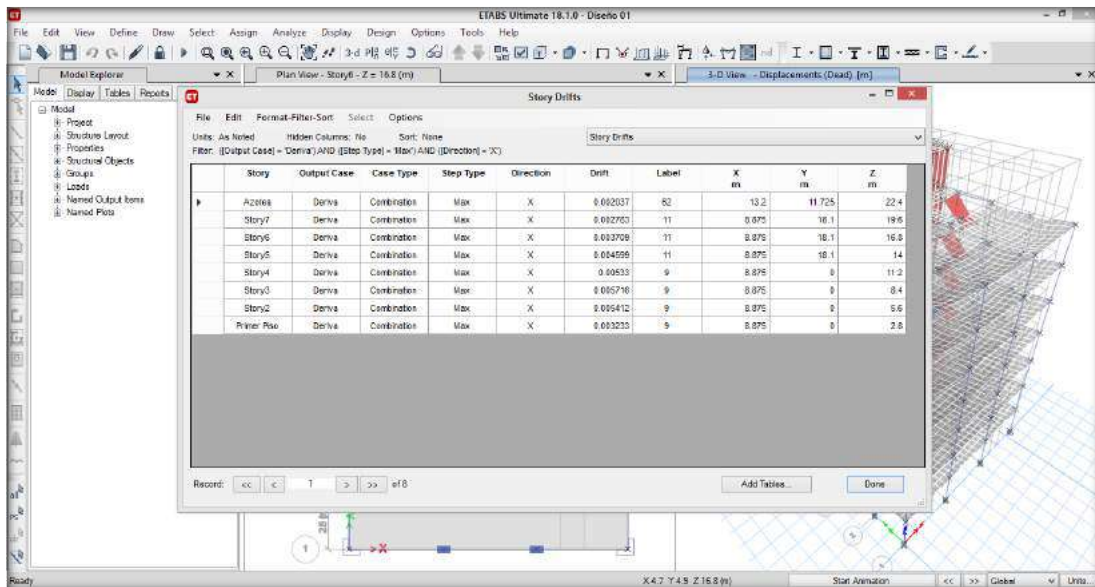 ETABS Ultimate 18.1.0 - Diseño 01
File Edit View Define Draw Select Assign Analyze Display Design Options Tools Help
Model Explorer
Plan View - Story6 - Z = 16.8 (m)
3-D View - Displacements (Dead) [m]
Model Display Tables Reports
Model
Project
Structure Layout
Properties
Structural Objects
Groups
Loads
Named Output Items
Named Plots
Story Drifts
File Edit Format-Filter-Sort Select Options
Units: As Noted Hidden Columns: No Sort: None Story Drifts
Filter: ([Output Case] = 'Deriva') AND ([Step Type] = 'Max') AND ([Direction] = 'X')
Story Output Case Case Type Step Type Direction Drift Label X Y Z
m m m
Azotea Deriva Combination Max X 0.002037 62 13.2 11.725 22.4
Story7 Deriva Combination Max X 0.002763 11 8.875 18.1 19.6
Story6 Deriva Combination Max X 0.003709 11 8.875 18.1 16.8
Story5 Deriva Combination Max X 0.004599 11 8.875 18.1 14
Story4 Deriva Combination Max X 0.00533 9 8.875 0 11.2
Story3 Deriva Combination Max X 0.005716 9 8.875 0 8.4
Story2 Deriva Combination Max X 0.005412 9 8.875 0 5.6
Primer Piso Deriva Combination Max X 0.003233 9 8.875 0 2.8
Record: << < 1 > >> of 8
Add Tables...
Done
1
X
Ready
X 4.7 Y 4.9 Z 16.8 (m)
Start Animation
<< >>
Global
Units...